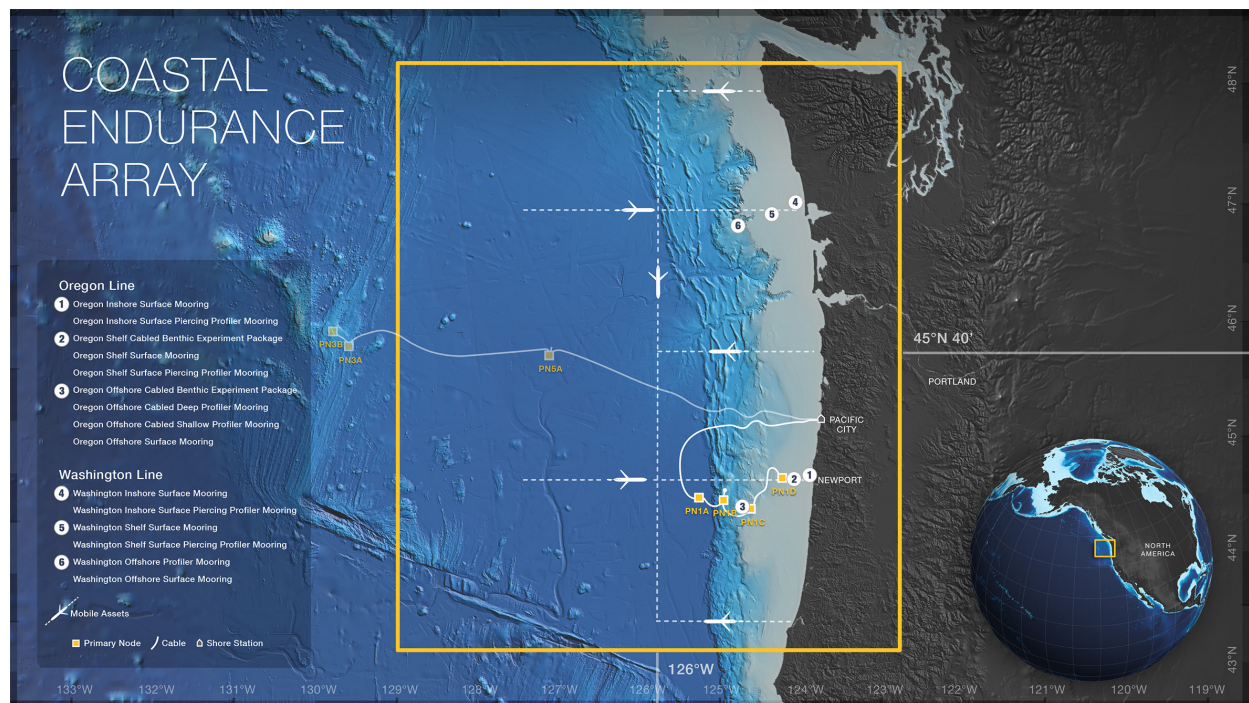 COASTAL
ENDURANCE
ARRAY
Oregon Line
1 Oregon Inshore Surface Mooring
Oregon Inshore Surface Piercing Profiler Mooring
2 Oregon Shelf Cabled Benthic Experiment Package
Oregon Shelf Surface Mooring
Oregon Shelf Surface Piercing Profiler Mooring
3 Oregon Offshore Cabled Benthic Experiment Package
Oregon Offshore Cabled Deep Profiler Mooring
Oregon Offshore Cabled Shallow Profiler Mooring
Oregon Offshore Surface Mooring
Washington Line
4 Washington Inshore Surface Mooring
Washington Inshore Surface Piercing Profiler Mooring
5 Washington Shelf Surface Mooring
Washington Shelf Surface Piercing Profiler Mooring
6 Washington Offshore Profiler Mooring
Washington Offshore Surface Mooring
Mobile Assets
Primary Node Cable Shore Station
4
5
6
PN3B
PN3A
PN5A
45°N 40'
PORTLAND
PACIFIC
CITY
1
2
NEWPORT
PN1D
3
PN1A
PN1B
PN1C
126°W
NORTH
AMERICA
48°N
47°N
46°N
45°N
44°N
43°N
133°W 132°W 131°W 130°W 129°W 128°W 127°W 126°W 125°W 124°W 123°W 122°W 121°W 120°W 119°W